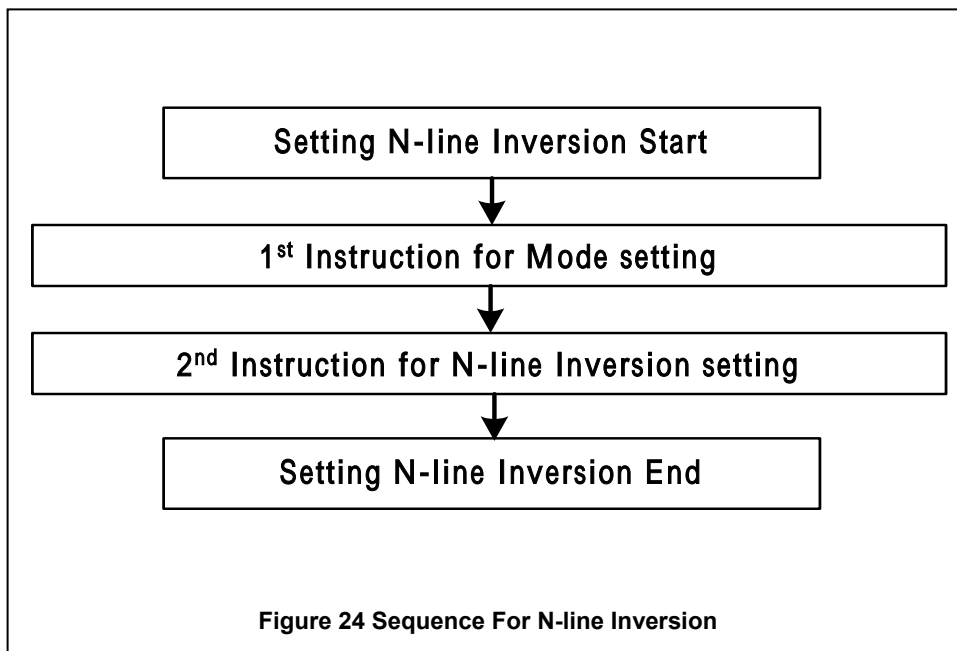 Setting N-line Inversion Start
1st Instruction for Mode setting
2nd Instruction for N-line Inversion setting
Setting N-line Inversion End
Figure 24 Sequence For N-line Inversion